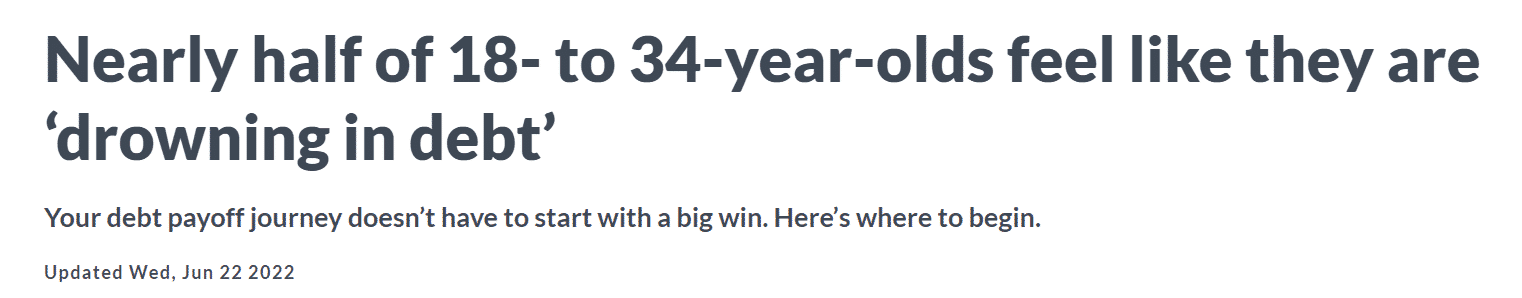 Nearly half of 18- to 34-year-olds feel like they are
‘drowning in debt’
Your debt payoff journey doesn’t have to start with a big win. Here’s where to begin.
Updated Wed, Jun 22 2022